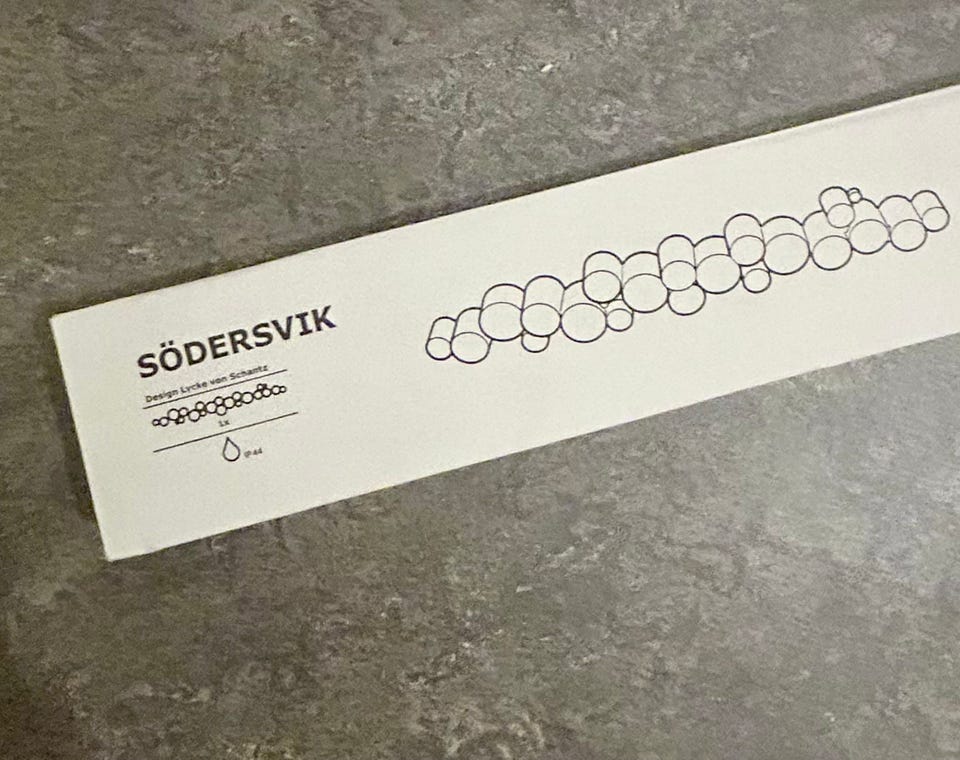 SÖDERSVIK
Design Lycke von Schantz
1x
IP44